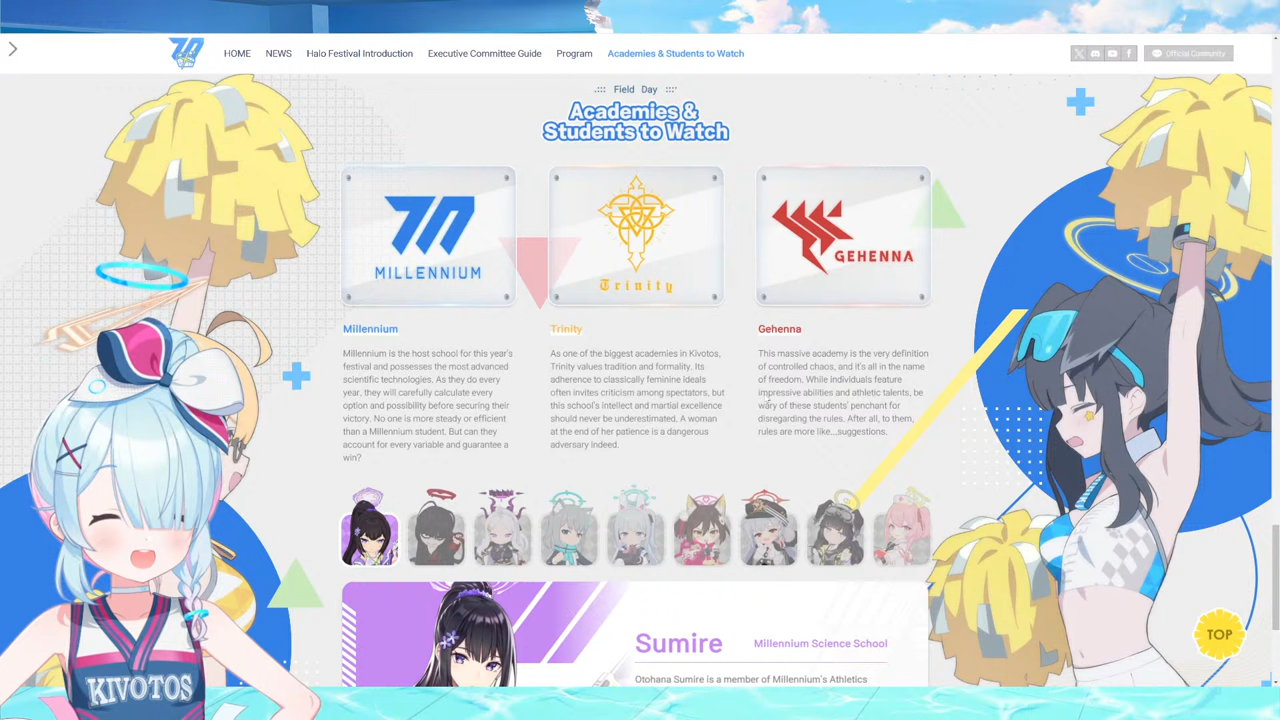 HOME NEWS Halo Festival Introduction Executive Committee Guide Program Academies & Students to Watch Official Community
Field Day
Academies &
Students to Watch
MILLENNIUM
Trinity
GEHENNA
Millennium
Millennium is the host school for this year's
festival and possesses the most advanced
scientific technologies. As they do every
year, they will carefully calculate every
option and possibility before securing their
victory. No one is more steady or efficient
than a Millennium student. But can they
account for every variable and guarantee a
win?
Trinity
As one of the biggest academies in Kivotos,
Trinity values tradition and formality. Its
adherence to classically feminine ideals
often invites criticism among spectators, but
this school's intellect and martial excellence
should never be underestimated. A woman
at the end of her patience is a dangerous
adversary indeed.
Gehenna
This massive academy is the very definition
of controlled chaos, and it's all in the name
of freedom. While individuals feature
impressive abilities and athletic talents, be
wary of these students' penchant for
disregarding the rules. After all, to them,
rules are more like...suggestions.
Sumire Millennium Science School
Otohana Sumire is a member of Millennium's Athletics
KIVOTOS
TOP